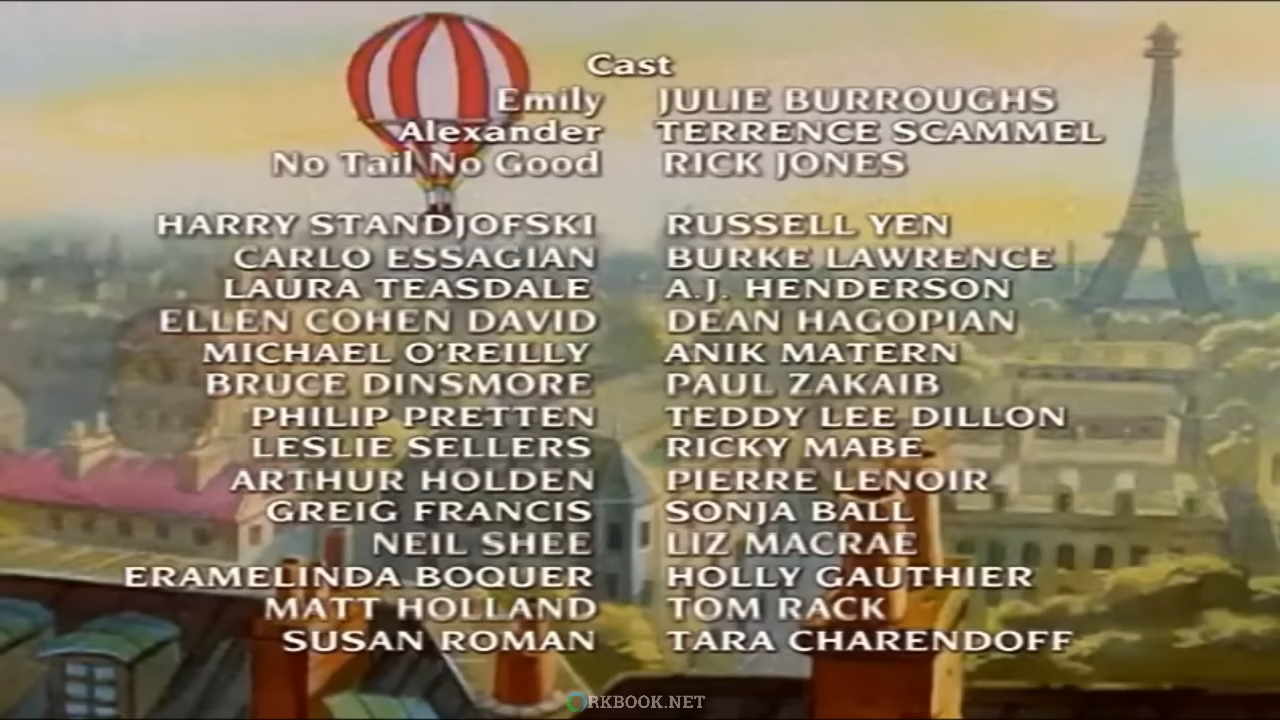 Cast
Emily JULIE BURROUGHS
Alexander TERRENCE SCAMMEL
No Tail No Good RICK JONES
HARRY STANDJOFSKI RUSSELL YEN
CARLO ESSAGIAN BURKE LAWRENCE
LAURA TEASDALE A.J. HENDERSON
ELLEN COHEN DAVID DEAN HAGOPIAN
MICHAEL O'REILLY ANIK MATERN
BRUCE DINSMORE PAUL ZAKAIB
PHILIP PRETTEN TEDDY LEE DILLON
LESLIE SELLERS RICKY MABE
ARTHUR HOLDEN PIERRE LENOIR
GREIG FRANCIS SONJA BALL
NEIL SHEE LIZ MACRAE
ERAMELINDA BOQUER HOLLY GAUTHIER
MATT HOLLAND TOM RACK
SUSAN ROMAN TARA CHARENDOFF
ORKBOOK.NET